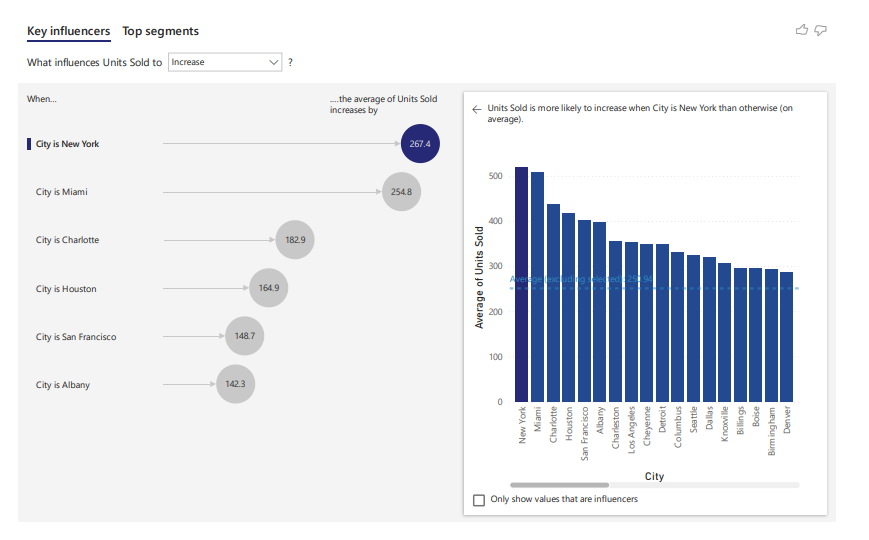 Key influencers Top segments
What influences Units Sold to Increase ?
When...
....the average of Units Sold
increases by
City is New York 267.4
City is Miami 254.8
City is Charlotte 182.9
City is Houston 164.9
City is San Francisco 148.7
City is Albany 142.3
Units Sold is more likely to increase when City is New York than otherwise (on
average).
Average of Units Sold
500
400
300
Average (excluding selected):
200
100
0
New York
Miami
Charlotte
Houston
San Francisco
Albany
Charleston
Los Angeles
Cheyenne
Detroit
Columbus
Seattle
Dallas
Knoxville
Billings
Boise
Birmingham
Denver
City
Only show values that are influencers